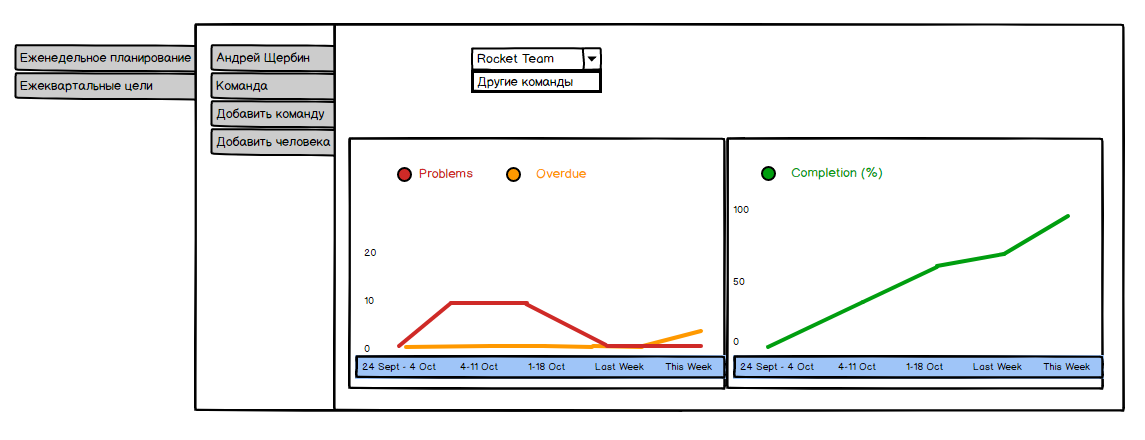 Еженедельное планирование
Ежеквартальные цели
Андрей Щербин
Команда
Добавить команду
Добавить человека
Rocket Team
Другие команды
Problems
Overdue
20
10
0
24 Sept - 4 Oct
4-11 Oct
1-18 Oct
Last Week
This Week
Completion (%)
100
50
0
24 Sept - 4 Oct
4-11 Oct
1-18 Oct
Last Week
This Week